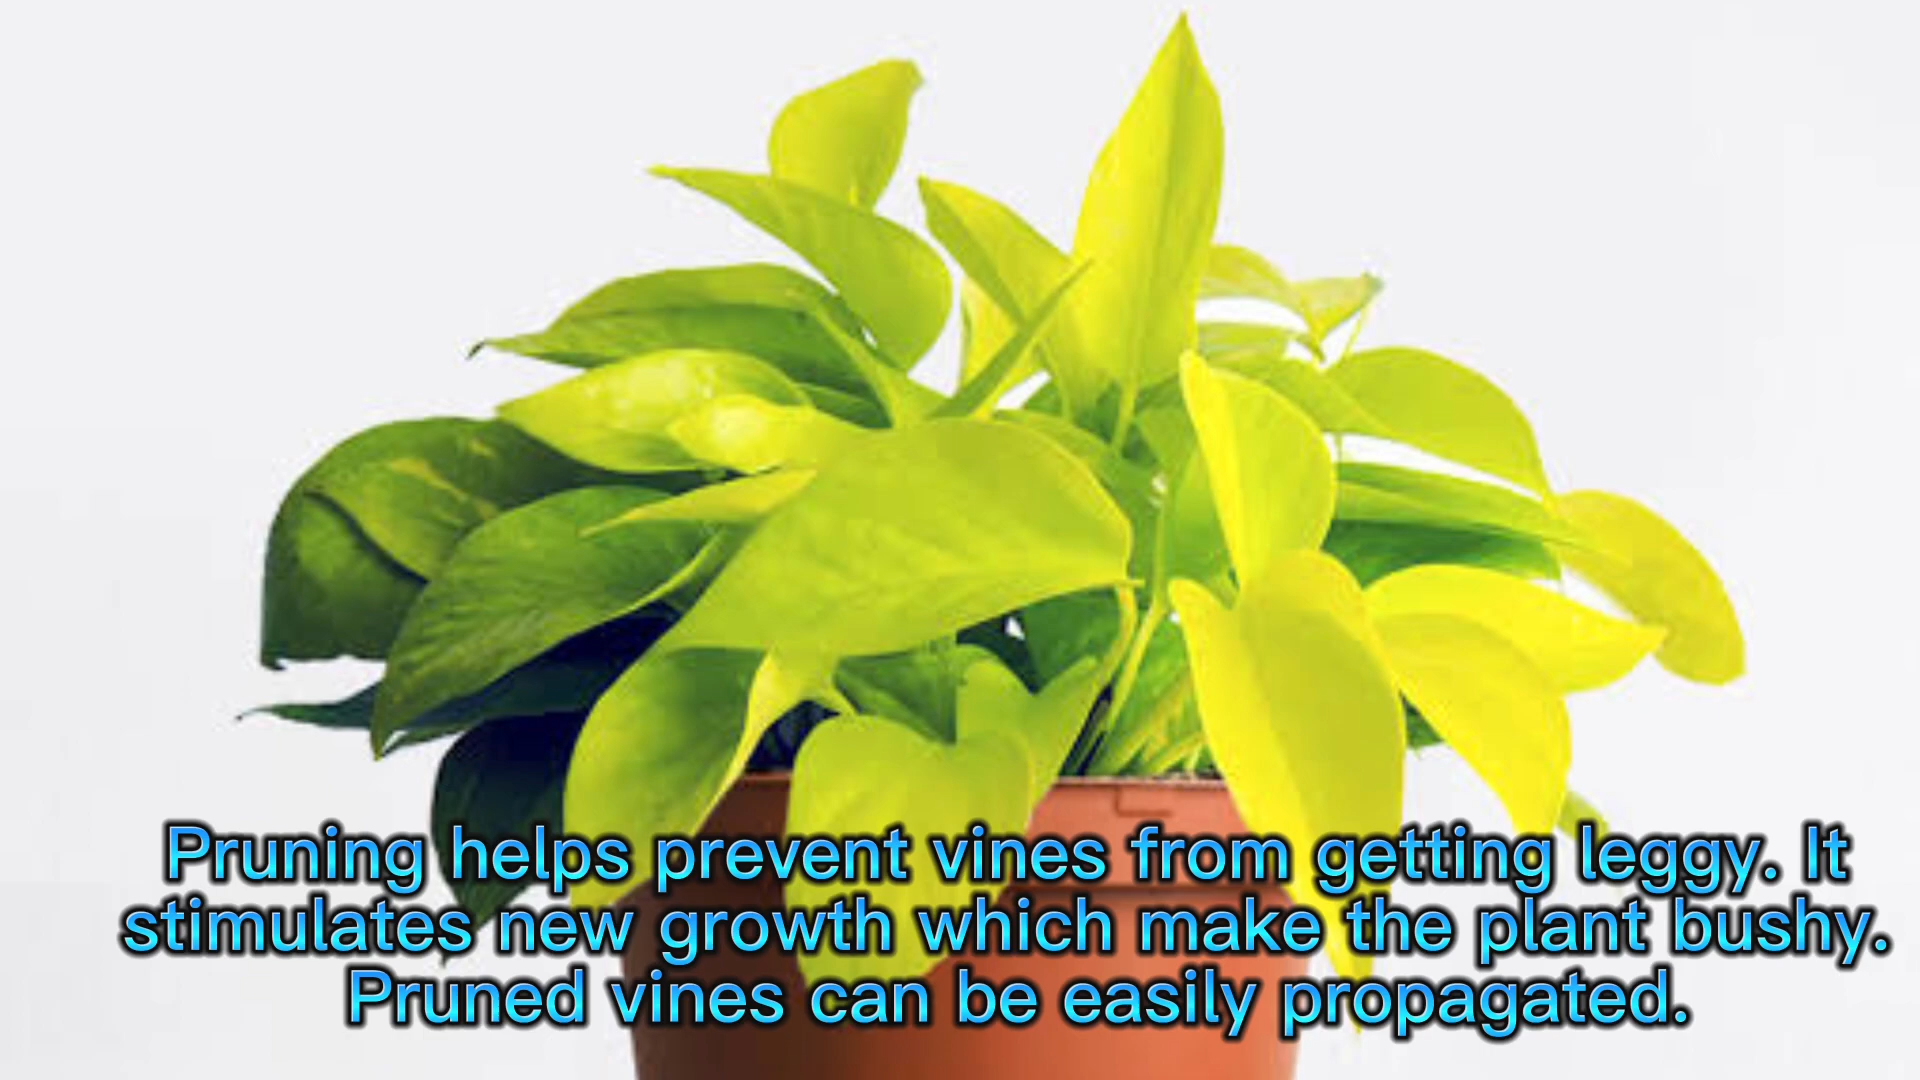 Pruning helps prevent vines from getting leggy. It
stimulates new growth which make the plant bushy.
Pruned vines can be easily propagated.